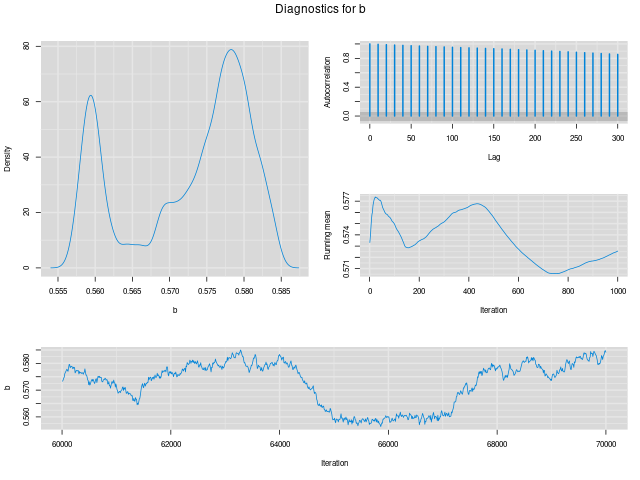 Diagnostics for b
Density
0 20 40 60 80
0.555 0.560 0.565 0.570 0.575 0.580 0.585
b
Autocorrelation
0.0 0.4 0.8
0 50 100 150 200 250 300
Lag
Running mean
0.571 0.574 0.577
0 200 400 600 800 1000
Iteration
b
0.560 0.570 0.580
60000 62000 64000 66000 68000 70000
Iteration